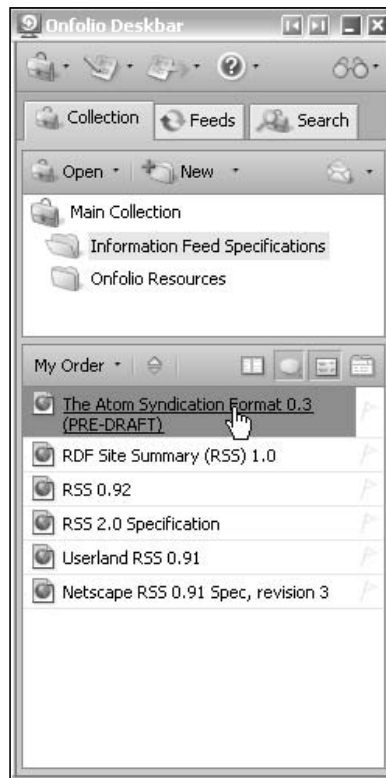 Onfolio Deskbar
Collection
Feeds
Search
Open
New
Main Collection
Information Feed Specifications
Onfolio Resources
My Order
The Atom Syndication Format 0.3
(PRE-DRAFT)
RDF Site Summary (RSS) 1.0
RSS 0.92
RSS 2.0 Specification
Userland RSS 0.91
Netscape RSS 0.91 Spec, revision 3